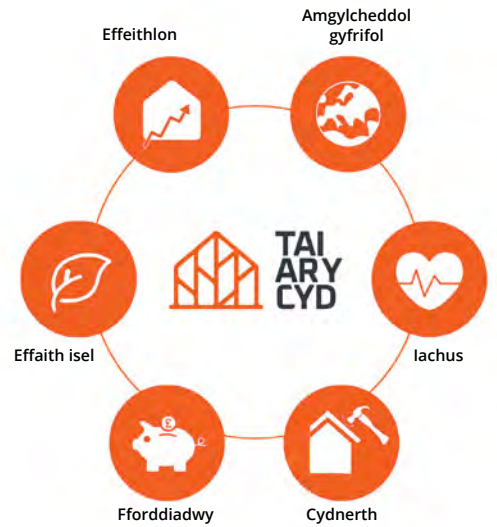 Effeithlon
Amgylcheddol
gyfrifol
TAI
ARY
CYD
Effaith isel
Iachus
£
Fforddiadwy
Cydnerth